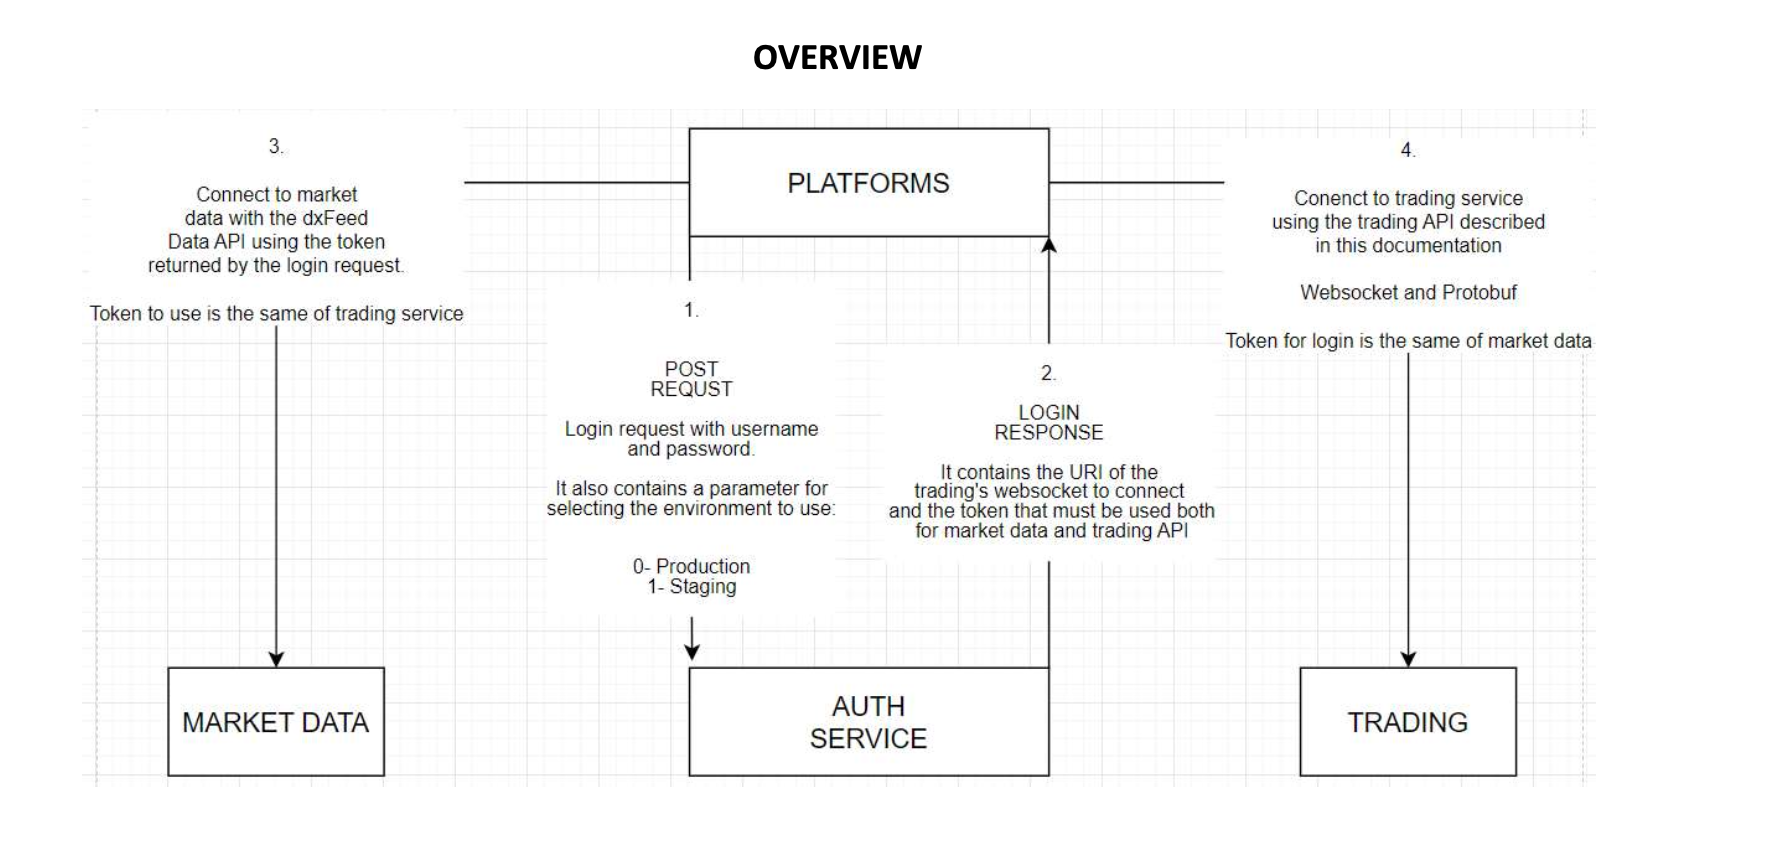 OVERVIEW
PLATFORMS
1.
POST
REQUST
Login request with username
and password.
It also contains a parameter for
selecting the environment to use:
0- Production
1- Staging
2.
LOGIN
RESPONSE
It contains the URI of the
trading's websocket to connect
and the token that must be used both
for market data and trading API
3.
Connect to market
data with the dxFeed
Data API using the token
returned by the login request.
Token to use is the same of trading service
4.
Conenct to trading service
using the trading API described
in this documentation
Websocket and Protobuf
Token for login is the same of market data
MARKET DATA
AUTH
SERVICE
TRADING